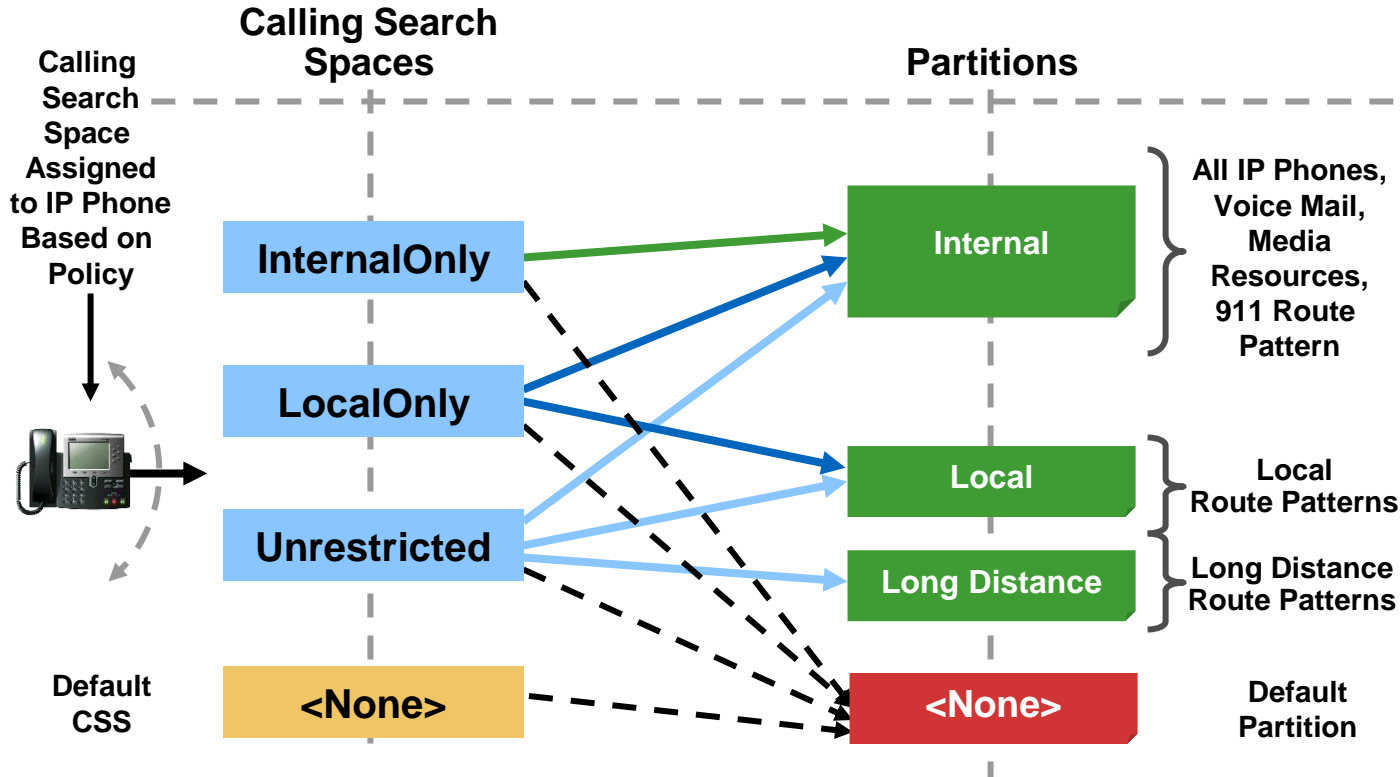 Calling Search
Spaces
Partitions
Calling
Search
Space
Assigned
to IP Phone
Based on
Policy
InternalOnly
LocalOnly
Unrestricted
<None>
Internal
Local
Long Distance
<None>
All IP Phones,
Voice Mail,
Media
Resources,
911 Route
Pattern
Local
Route Patterns
Long Distance
Route Patterns
Default
CSS
Default
Partition